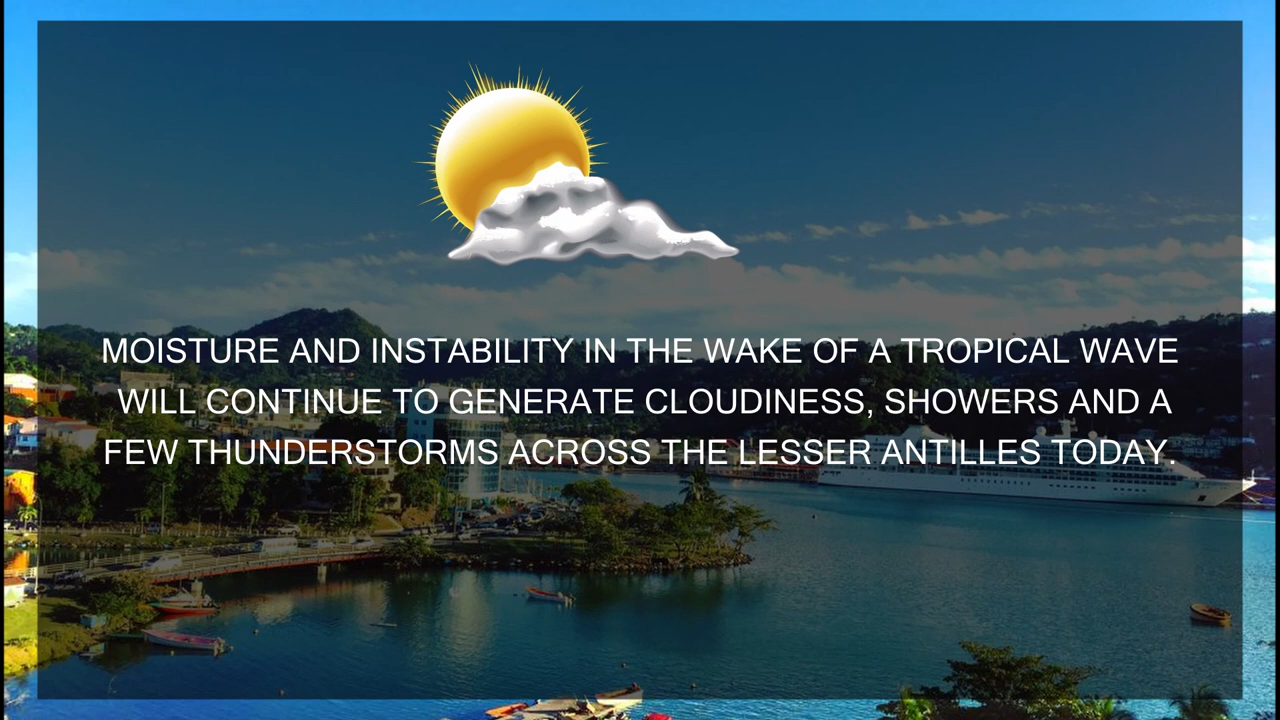 MOISTURE AND INSTABILITY IN THE WAKE OF A TROPICAL WAVE
WILL CONTINUE TO GENERATE CLOUDINESS, SHOWERS AND A
FEW THUNDERSTORMS ACROSS THE LESSER ANTILLES TODAY.